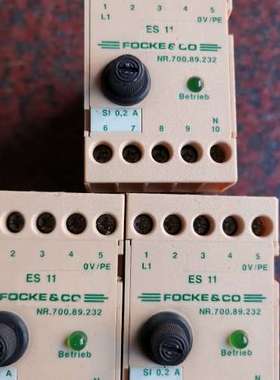 1 2 3 4 5
L1 0V/PE
ES 11
FOCKE & CO
NR.700.89.232
Betrieb
SI 0,2 A
N
6 7 8 9 10
2 3 4 5
0V/PE
ES 11
FOCKE & CO
NR.700.89.232
Betrieb
A
1 2 3 4 5
L1 0V/PE
ES 11
FOCKE & CO
NR.700.89.232
Betrieb
SI 0,2 A